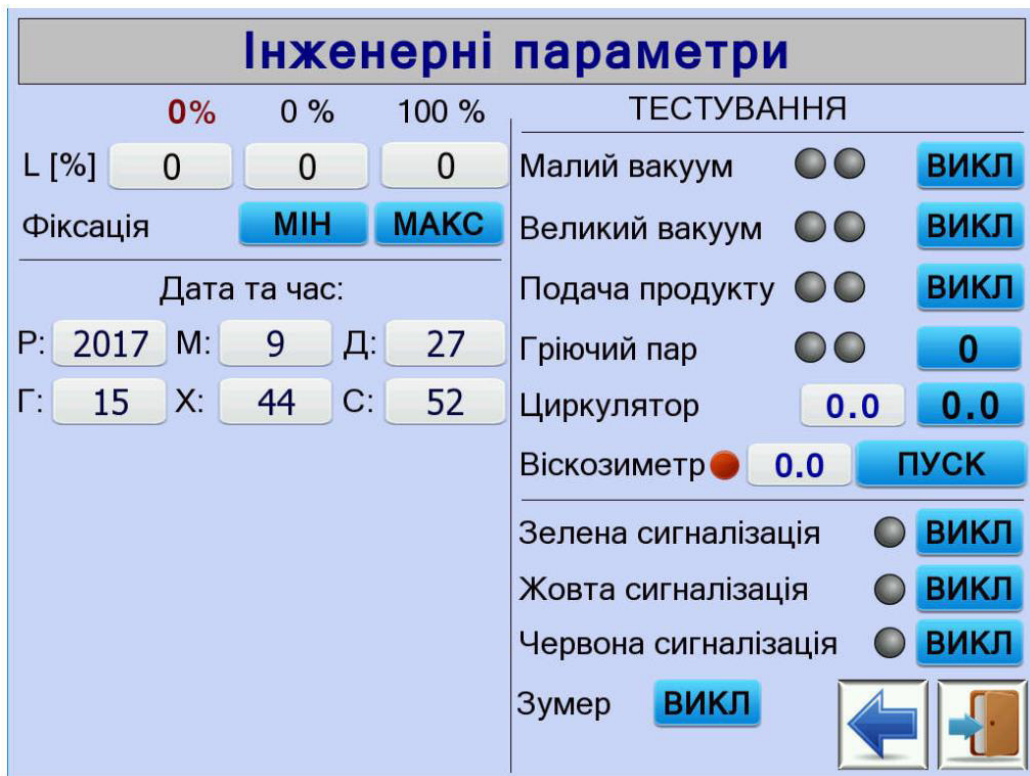 Інженерні параметри
0% 0 % 100 %
L [%] 0 0 0
Фіксація МІН МАКС
Дата та час:
Р: 2017 М: 9 Д: 27
Г: 15 Х: 44 С: 52
ТЕСТУВАННЯ
Малий вакуум ВИКЛ
Великий вакуум ВИКЛ
Подача продукту ВИКЛ
Гріючий пар 0
Циркулятор 0.0 0.0
Віскозиметр 0.0 ПУСК
Зелена сигналізація ВИКЛ
Жовта сигналізація ВИКЛ
Червона сигналізація ВИКЛ
Зумер ВИКЛ